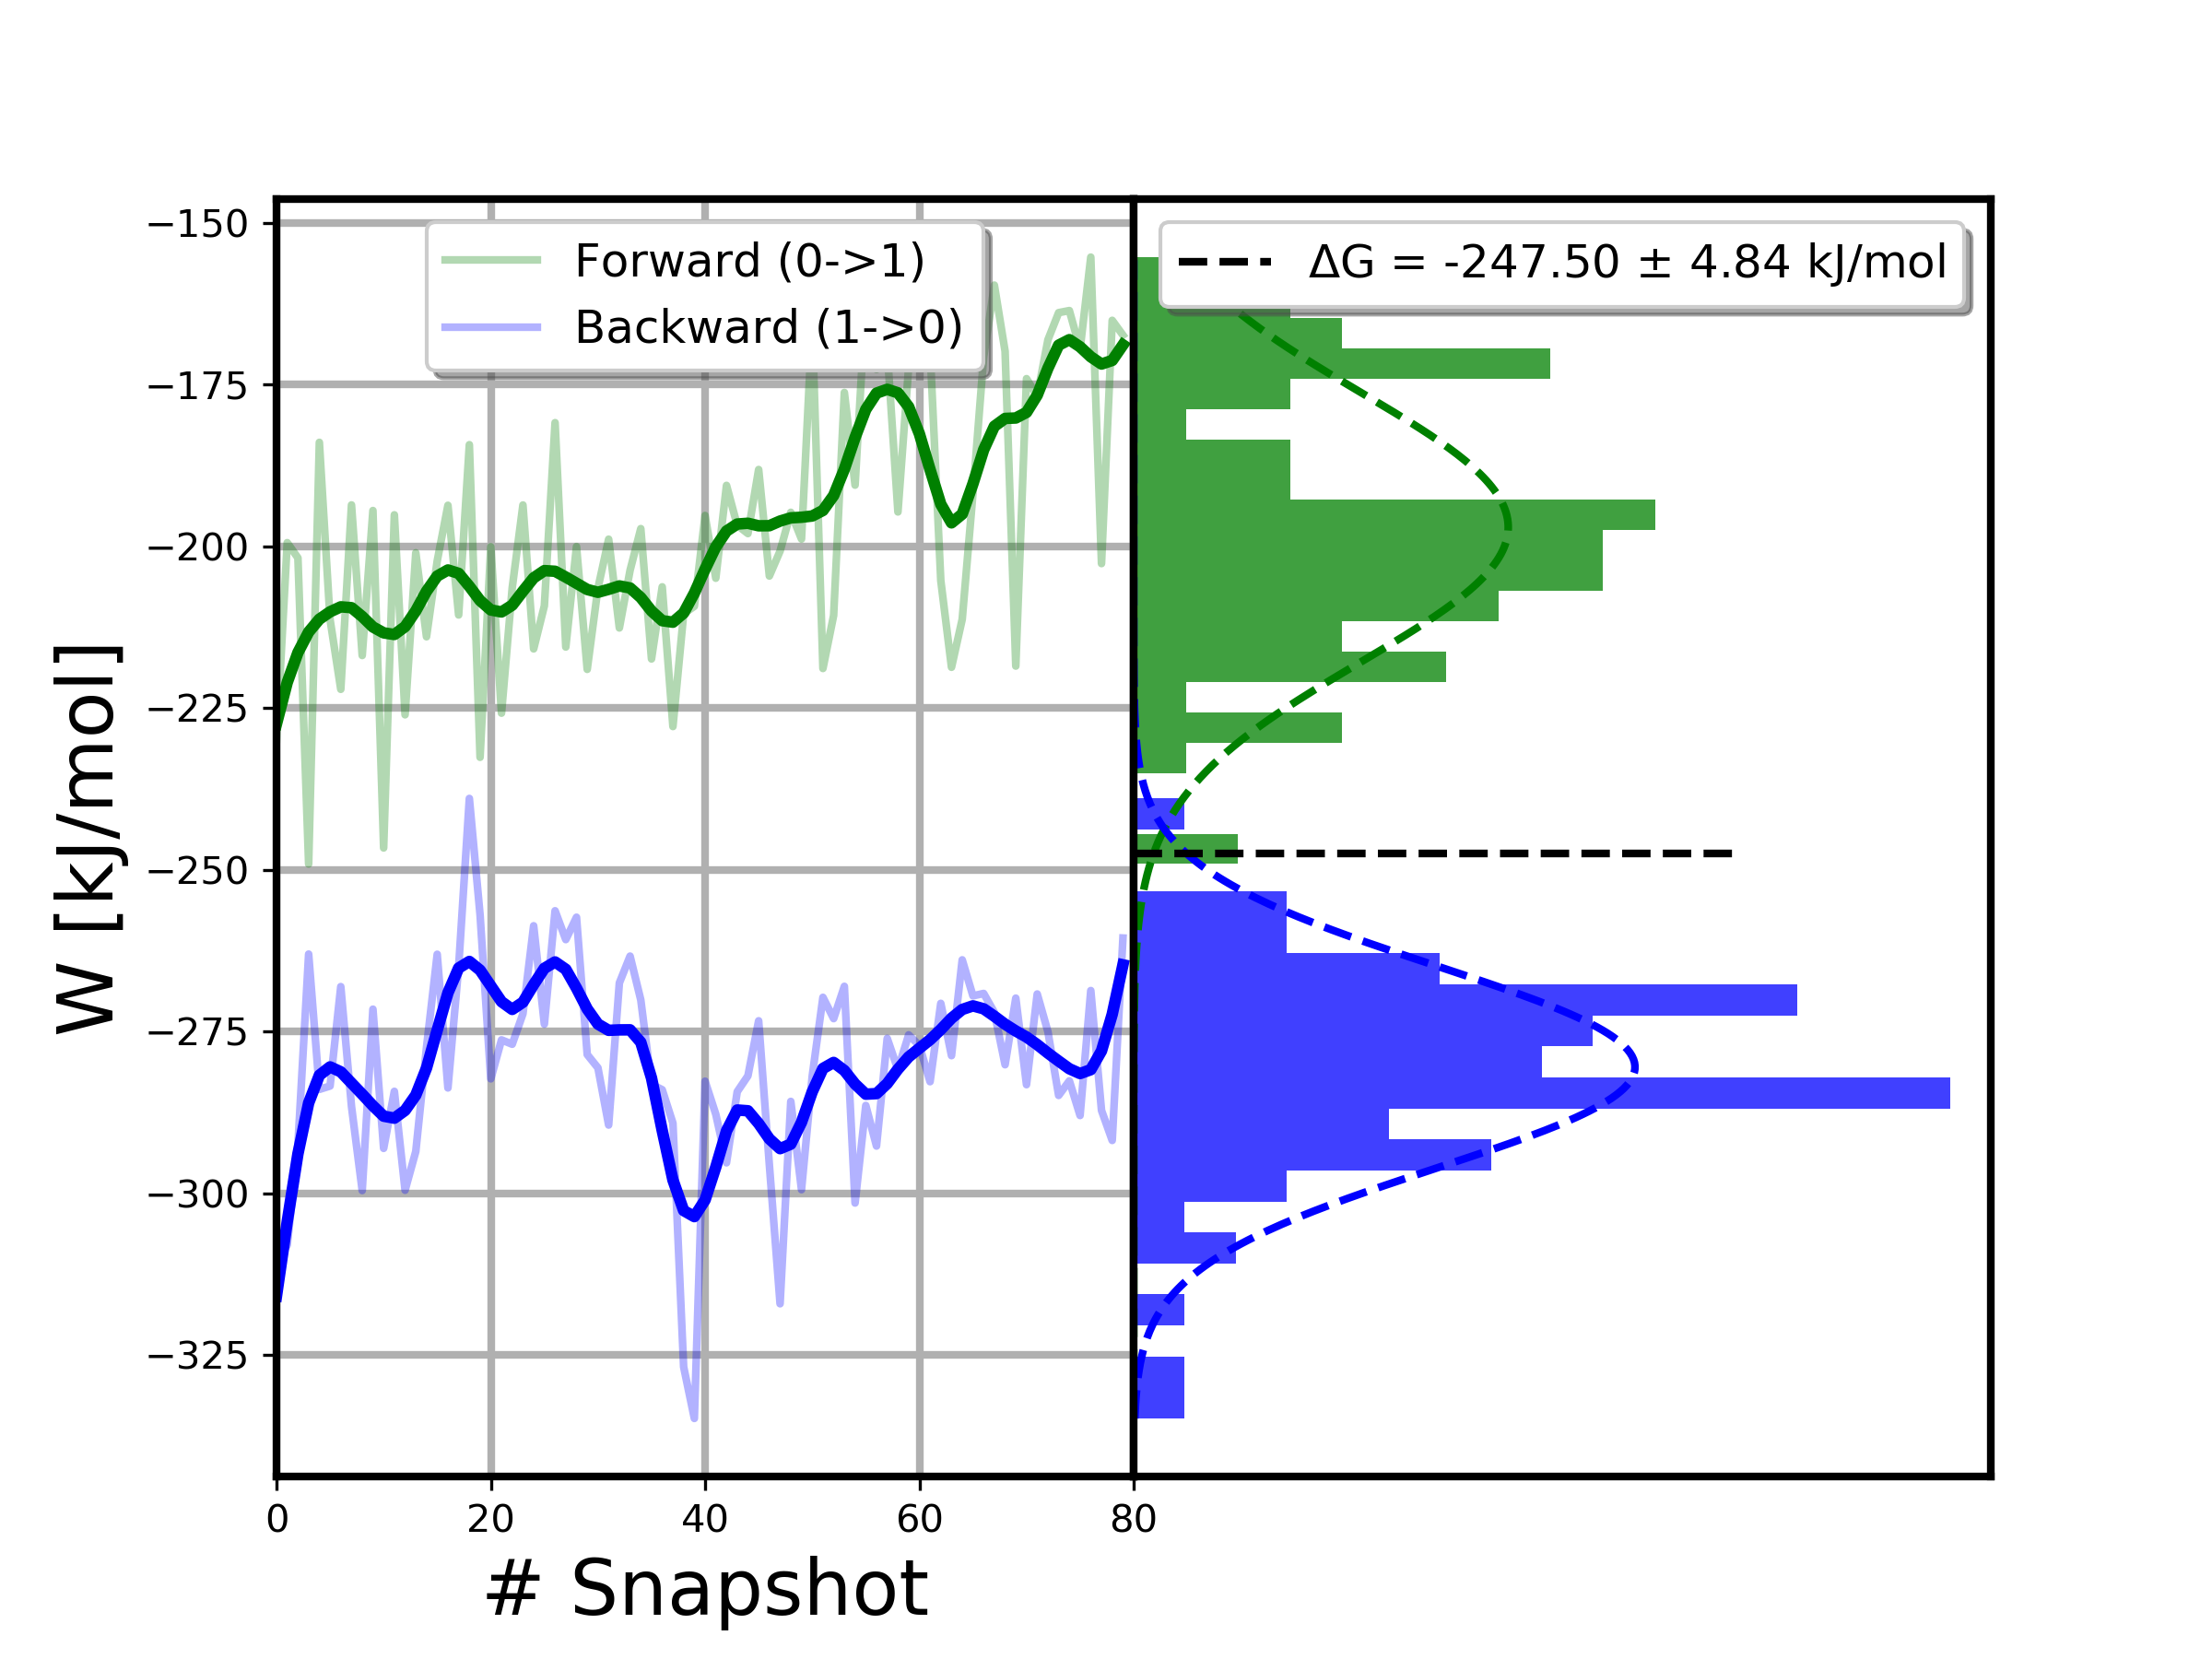 Forward (0->1)
Backward (1->0)
ΔG = -247.50 ± 4.84 kJ/mol
W [kJ/mol]
−150
−175
−200
−225
−250
−275
−300
−325
0 20 40 60 80
# Snapshot